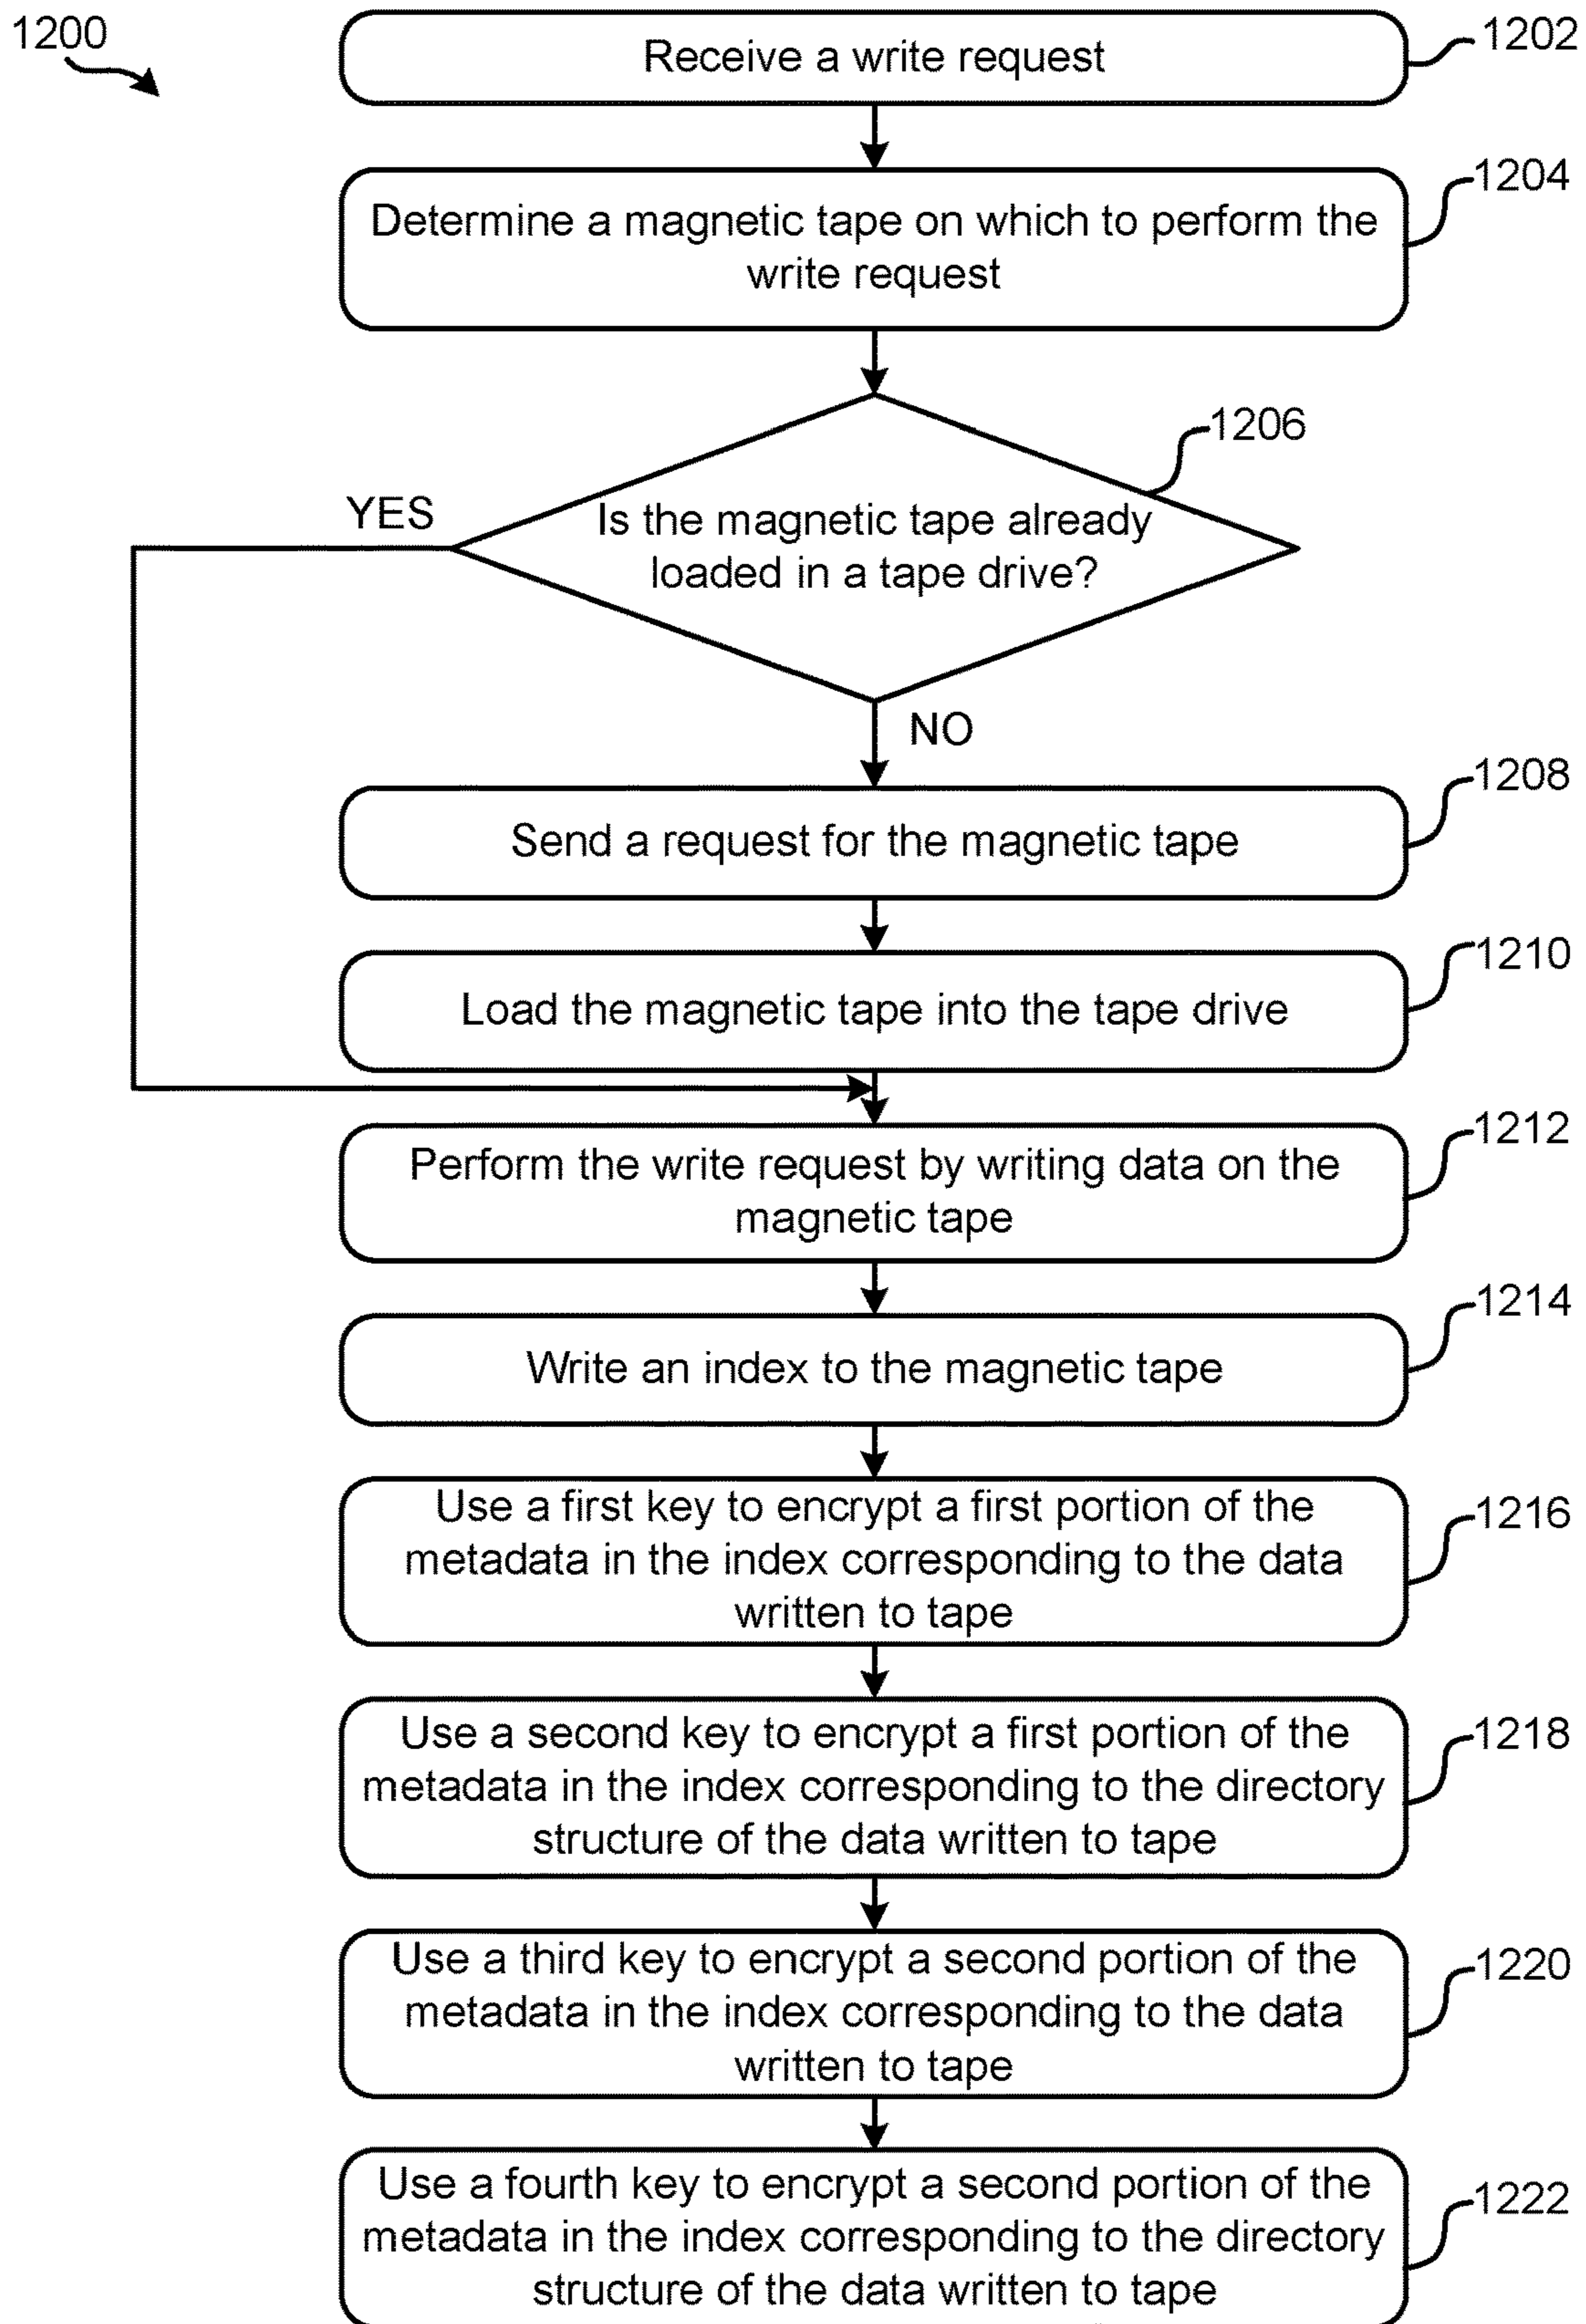 1200
Receive a write request
1202
1204
Determine a magnetic tape on which to perform the
write request
1206
YES
Is the magnetic tape already
loaded in a tape drive?
NO
1208
Send a request for the magnetic tape
1210
Load the magnetic tape into the tape drive
1212
Perform the write request by writing data on the
magnetic tape
1214
Write an index to the magnetic tape
1216
Use a first key to encrypt a first portion of the
metadata in the index corresponding to the data
written to tape
1218
Use a second key to encrypt a first portion of the
metadata in the index corresponding to the directory
structure of the data written to tape
1220
Use a third key to encrypt a second portion of the
metadata in the index corresponding to the data
written to tape
1222
Use a fourth key to encrypt a second portion of the
metadata in the index corresponding to the directory
structure of the data written to tape